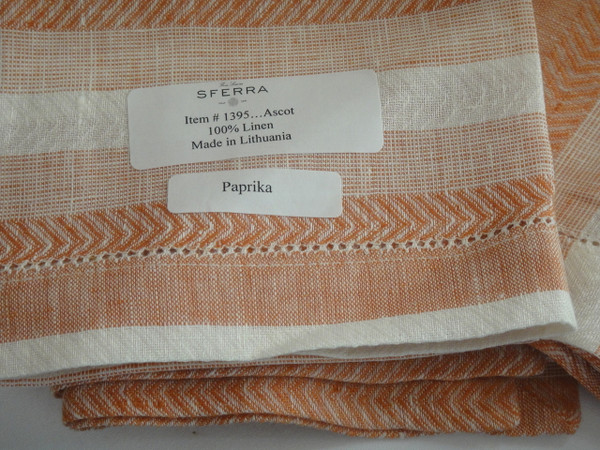 SFERRA
Item # 1395...Ascot
100% Linen
Made in Lithuania
Paprika